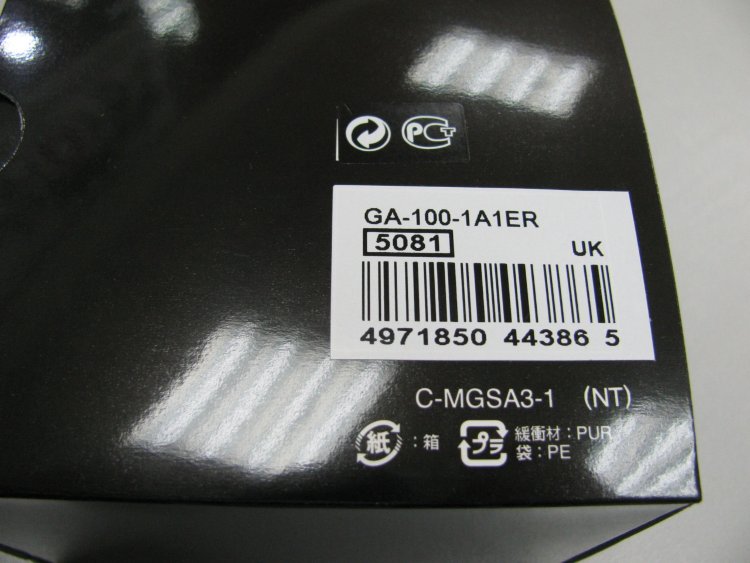 PCT
GA-100-1A1ER
5081
UK
4971850 44386 5
C-MGSA3-1 (NT)
紙 :箱
プラ 緩衝材:PUR
袋:PE